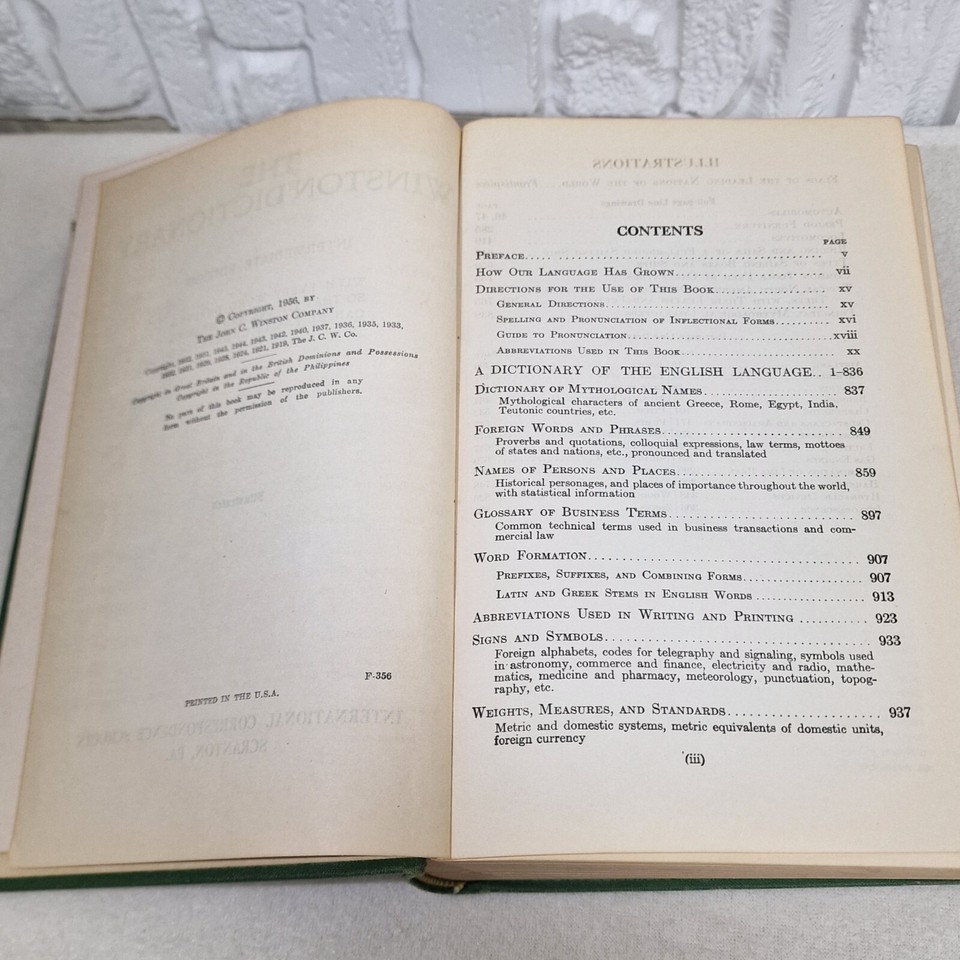 © Copyright, 1956, by
The John C. Winston Company
Copyright in Great Britain and in the British Dominions and Possessions
Copyright in the Republic of the Philippines
No part of this book may be reproduced in any
form without the permission of the publishers.
PRINTED IN THE U.S.A.
F-356
CONTENTS
PAGE
Preface v
How Our Language Has Grown vii
Directions for the Use of This Book xv
General Directions xv
Spelling and Pronunciation of Inflectional Forms xvi
Guide to Pronunciation xviii
Abbreviations Used in This Book xx
A DICTIONARY OF THE ENGLISH LANGUAGE.. 1–836
Dictionary of Mythological Names 837
Mythological characters of ancient Greece, Rome, Egypt, India,
Teutonic countries, etc.
Foreign Words and Phrases 849
Proverbs and quotations, colloquial expressions, law terms, mottoes
of states and nations, etc., pronounced and translated
Names of Persons and Places 859
Historical personages, and places of importance throughout the world,
with statistical information
Glossary of Business Terms 897
Common technical terms used in business transactions and com-
mercial law
Word Formation 907
Prefixes, Suffixes, and Combining Forms 907
Latin and Greek Stems in English Words 913
Abbreviations Used in Writing and Printing 923
Signs and Symbols 933
Foreign alphabets, codes for telegraphy and signaling, symbols used
in astronomy, commerce and finance, electricity and radio, mathe-
matics, medicine and pharmacy, meteorology, punctuation, topog-
raphy, etc.
Weights, Measures, and Standards 937
Metric and domestic systems, metric equivalents of domestic units,
foreign currency
(iii)